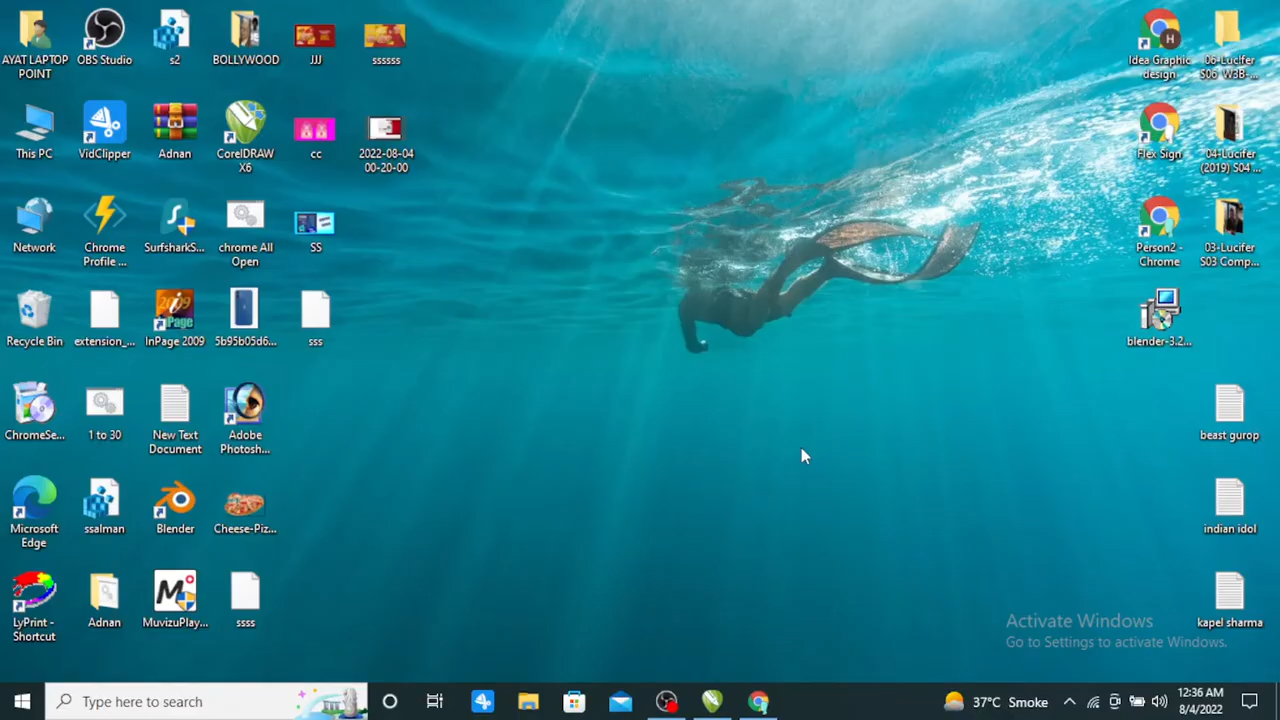 AYAT LAPTOP
POINT
OBS Studio
s2
BOLLYWOOD
JJJ
ssssss
Idea Graphic
design
06-Lucifer
S06 W3B-...
This PC
VidClipper
Adnan
CorelDRAW
X6
cc
2022-08-04
00-20-00
Flex Sign
04-Lucifer
(2019) S04 ...
Network
Chrome
Profile ...
SurfsharkS...
chrome All
Open
SS
Person2 -
Chrome
03-Lucifer
S03 Comp...
Recycle Bin
extension_...
2009
InPage
InPage 2009
5b95b05d6...
sss
blender-3.2...
ChromeSe...
1 to 30
New Text
Document
Adobe
Photosh...
beast gurop
Microsoft
Edge
ssalman
Blender
Cheese-Piz...
indian idol
LyPrint -
Shortcut
Adnan
MuvizuPlay...
ssss
kapel sharma
Activate Windows
Go to Settings to activate Windows.
Type here to search
37°C Smoke
12:36 AM
8/4/2022